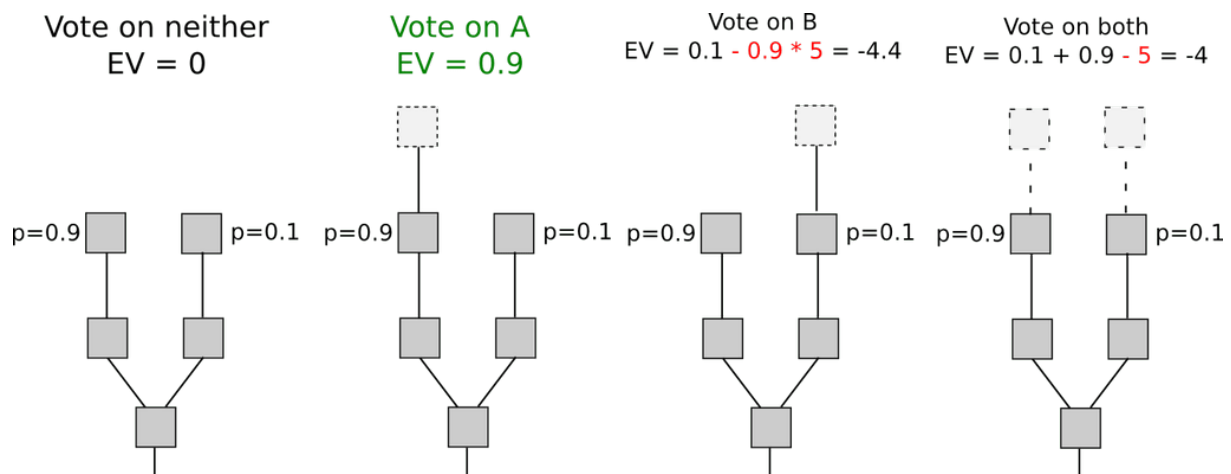 Vote on neither
EV = 0
Vote on A
EV = 0.9
Vote on B
EV = 0.1 - 0.9 * 5 = -4.4
Vote on both
EV = 0.1 + 0.9 - 5 = -4
p=0.9
p=0.1
p=0.9
p=0.1
p=0.9
p=0.1
p=0.9
p=0.1